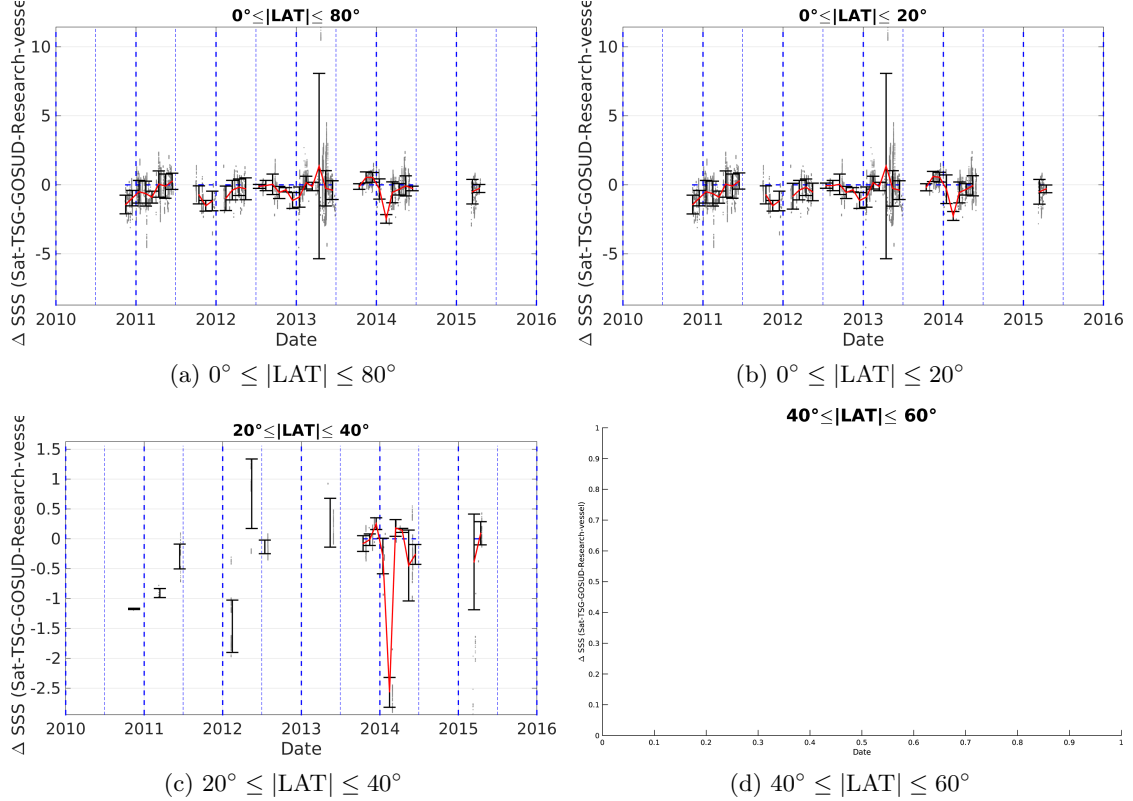 0°≤|LAT|≤ 80°
Δ SSS (Sat-TSG-GOSUD-Research-vesse
10
5
0
-5
2010 2011 2012 2013 2014 2015 2016
Date
(a) 0° ≤ |LAT| ≤ 80°
0°≤|LAT|≤ 20°
Δ SSS (Sat-TSG-GOSUD-Research-vesse
10
5
0
-5
2010 2011 2012 2013 2014 2015 2016
Date
(b) 0° ≤ |LAT| ≤ 20°
20°≤|LAT|≤ 40°
Δ SSS (Sat-TSG-GOSUD-Research-vesse
1.5
1
0.5
0
-0.5
-1
-1.5
-2
-2.5
2010 2011 2012 2013 2014 2015 2016
Date
(c) 20° ≤ |LAT| ≤ 40°
40°≤|LAT|≤ 60°
Δ SSS (Sat-TSG-GOSUD-Research-vessel)
1
0.9
0.8
0.7
0.6
0.5
0.4
0.3
0.2
0.1
0
0 0.1 0.2 0.3 0.4 0.5 0.6 0.7 0.8 0.9 1
Date
(d) 40° ≤ |LAT| ≤ 60°